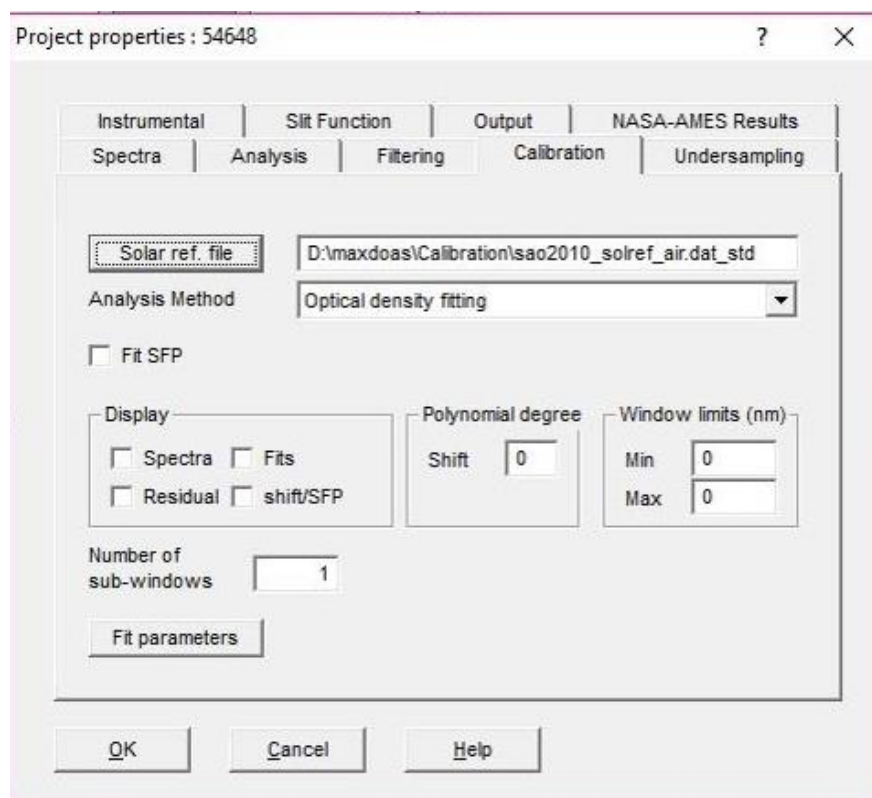 Project properties : 54648 ? X
Instrumental Slit Function Output NASA-AMES Results
Spectra Analysis Filtering Calibration Undersampling
Solar ref. file D:\maxdoas\Calibration\sao2010_solref_air.dat_std
Analysis Method Optical density fitting
Fit SFP
Display Polynomial degree Window limits (nm)
Spectra Fits Shift 0 Min 0
Residual shift/SFP Max 0
Number of
sub-windows 1
Fit parameters
OK Cancel Help